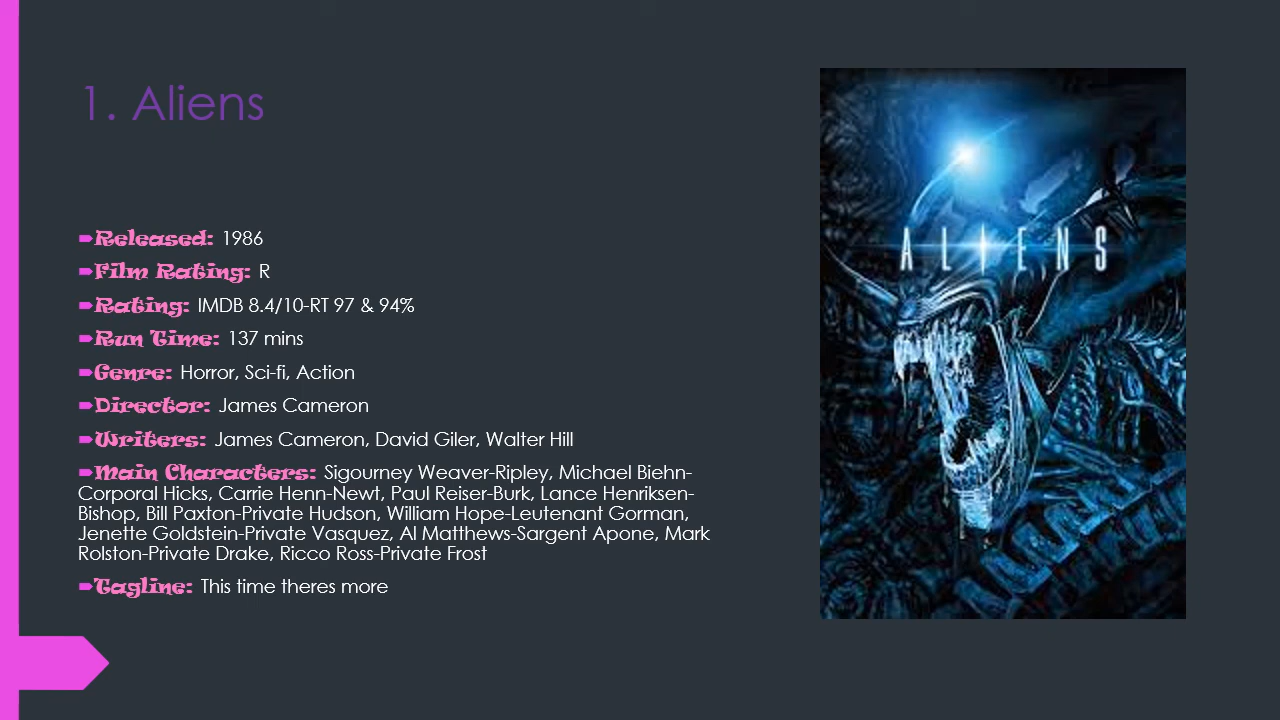 1. Aliens
Released: 1986
Film Rating: R
Rating: IMDB 8.4/10-RT 97 & 94%
Run Time: 137 mins
Genre: Horror, Sci-fi, Action
Director: James Cameron
Writers: James Cameron, David Giler, Walter Hill
Main Characters: Sigourney Weaver-Ripley, Michael Biehn-
Corporal Hicks, Carrie Henn-Newt, Paul Reiser-Burk, Lance Henriksen-
Bishop, Bill Paxton-Private Hudson, William Hope-Leutenant Gorman,
Jenette Goldstein-Private Vasquez, Al Matthews-Sargent Apone, Mark
Rolston-Private Drake, Ricco Ross-Private Frost
Tagline: This time theres more
ALIENS